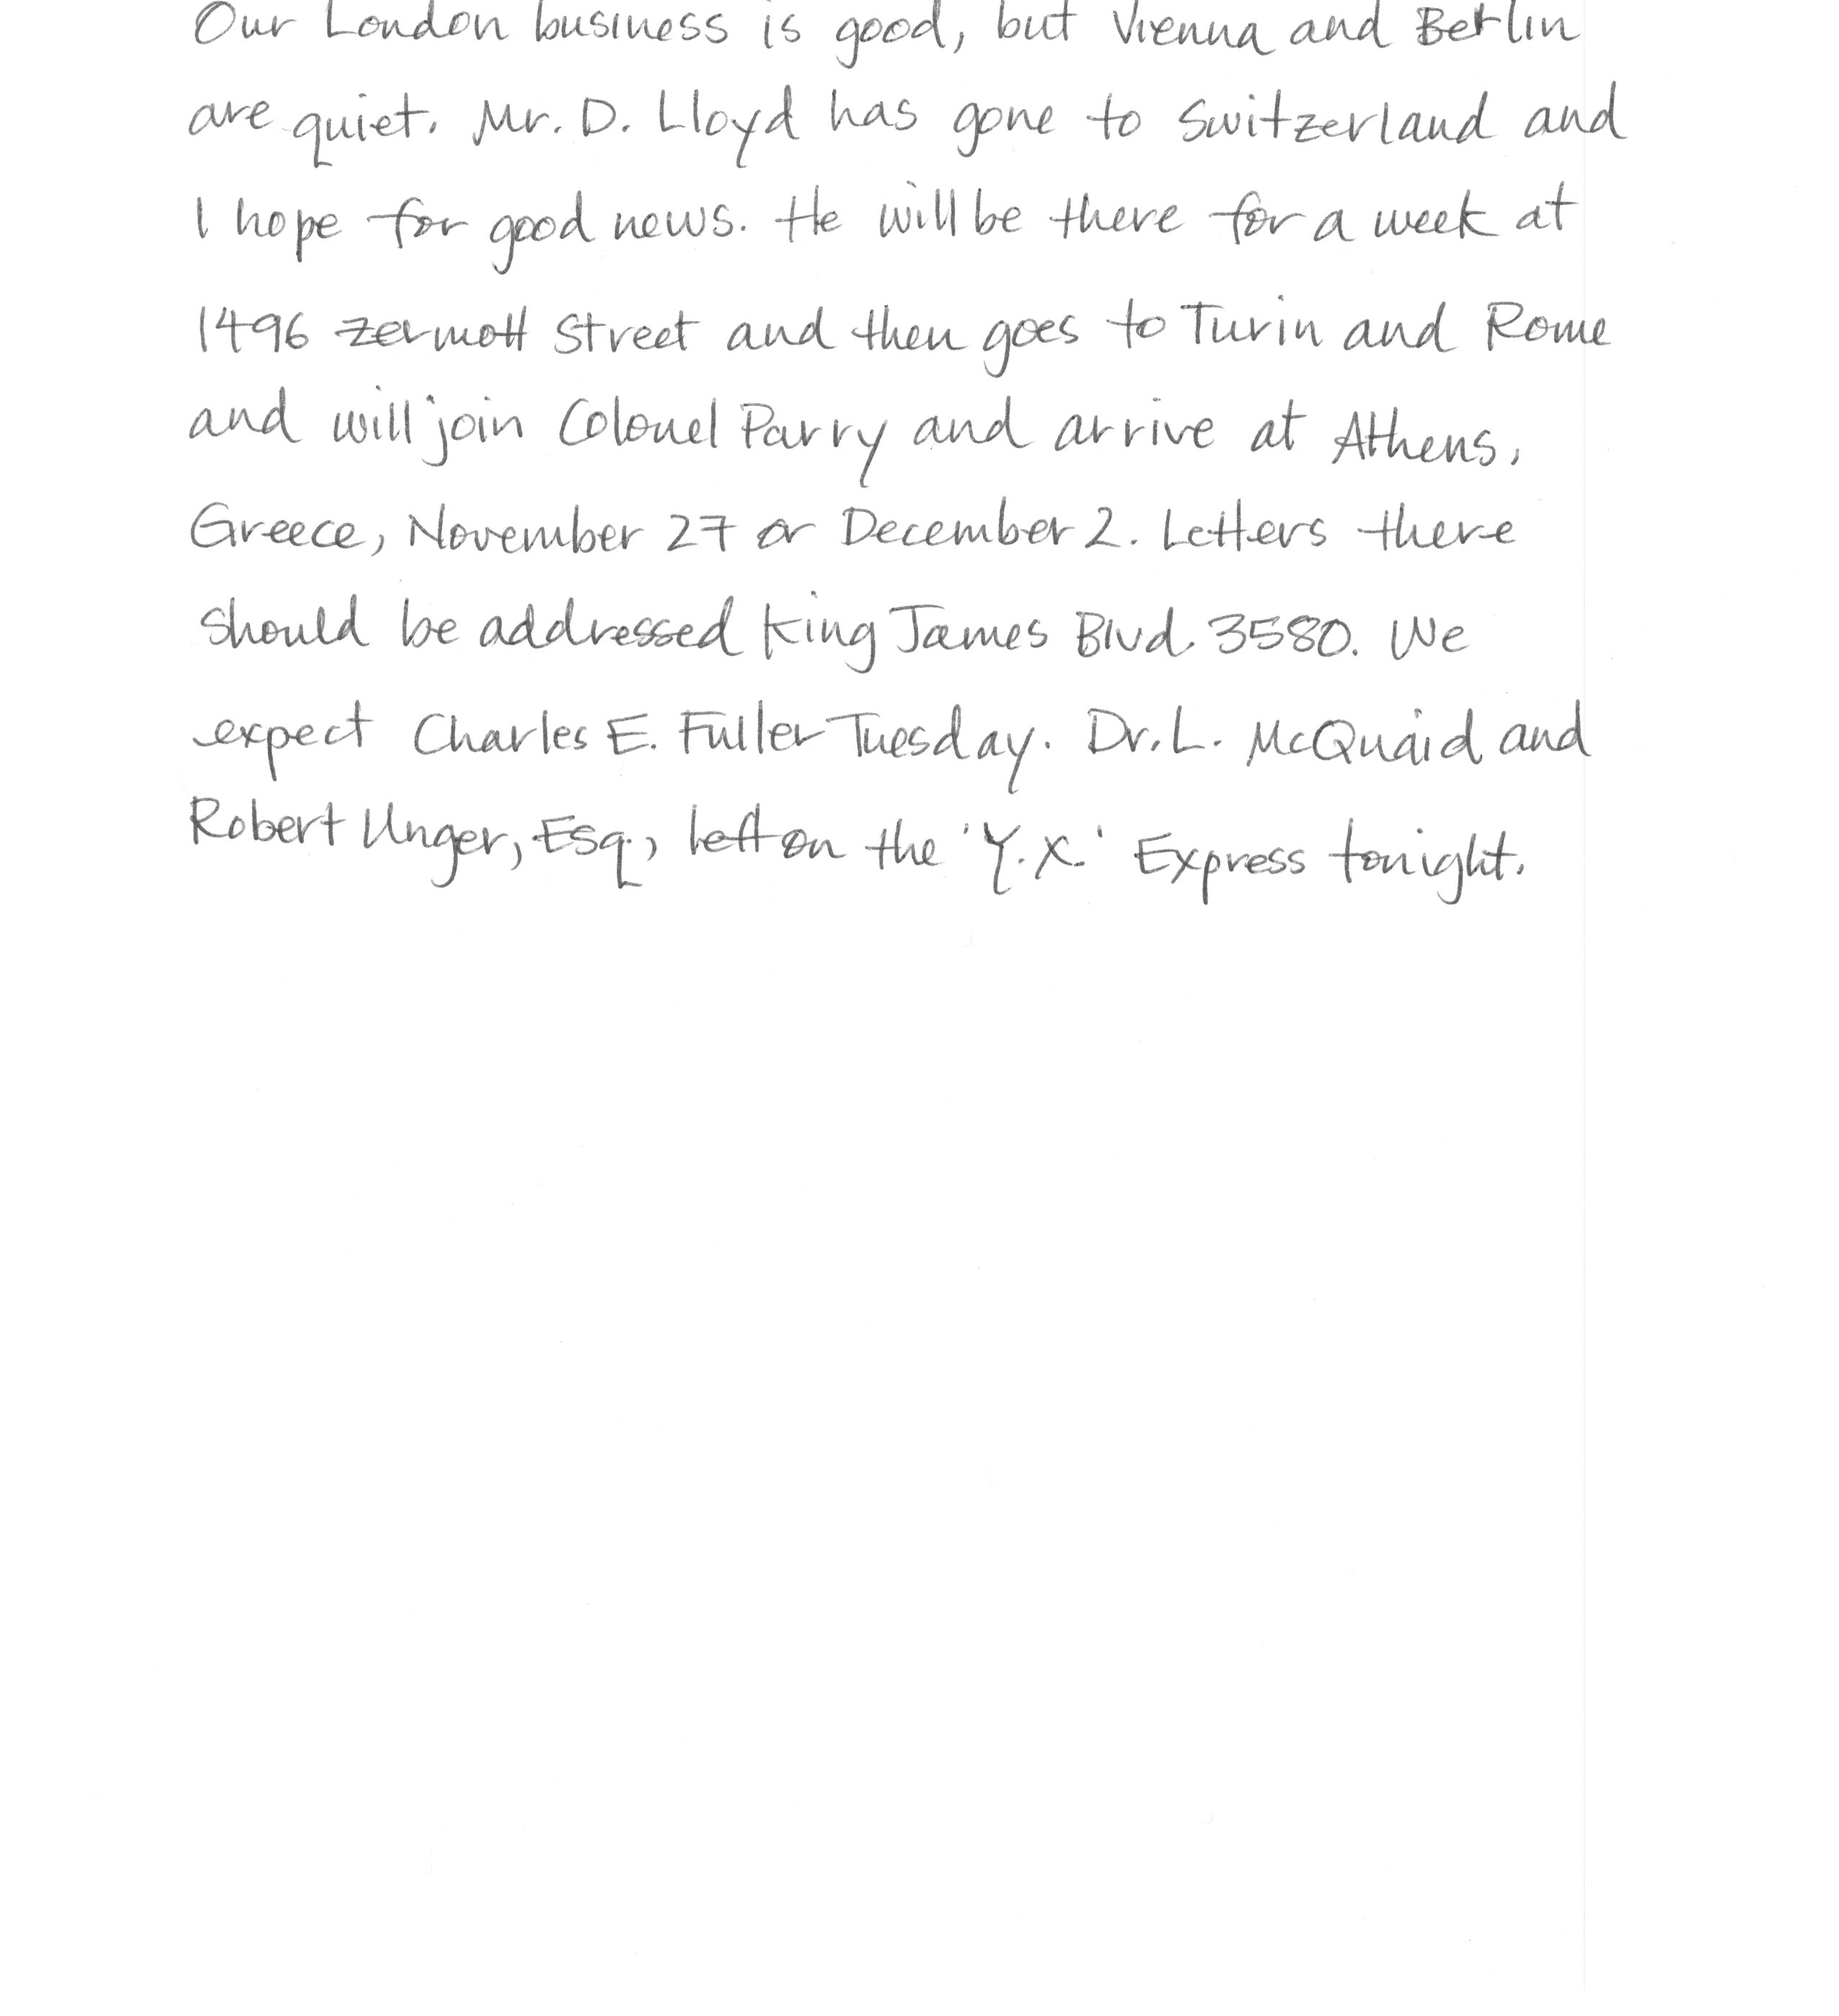 Our London business is good, but Vienna and Berlin
are quiet. Mr. D. Lloyd has gone to Switzerland and
I hope for good news. He will be there for a week at
1496 Zermott Street and then goes to Turin and Rome
and will join Colonel Parry and arrive at Athens,
Greece, November 27 or December 2. Letters there
should be addressed King James Blvd. 3580. We
expect Charles E. Fuller Tuesday. Dr. L. McQuaid and
Robert Unger, Esq., left on the 'Y.X.' Express tonight.